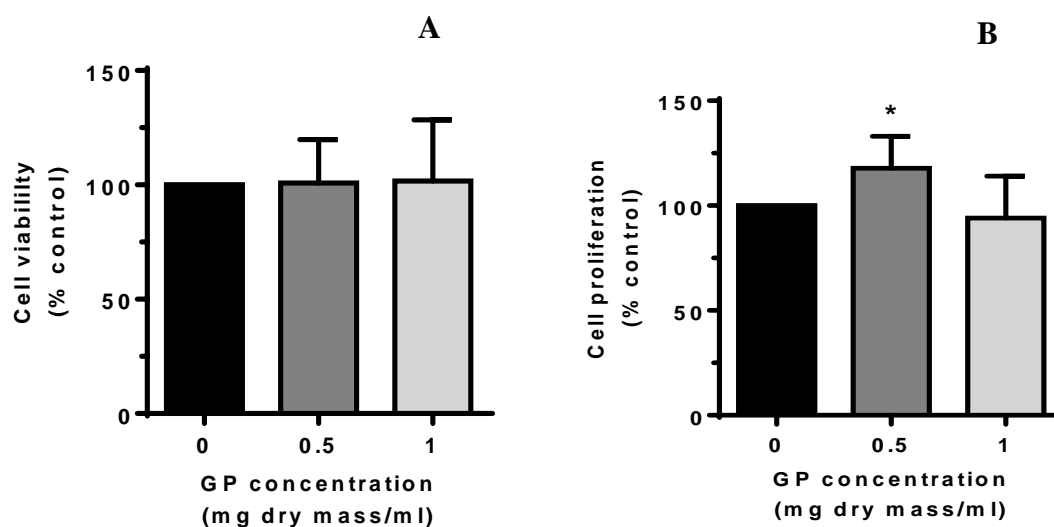 A
150
100
50
0
Cell viabililty
(% control)
0 0.5 1
GP concentration
(mg dry mass/ml)
B
*
150
100
50
0
Cell proliferation
(% control)
0 0.5 1
GP concentration
(mg dry mass/ml)